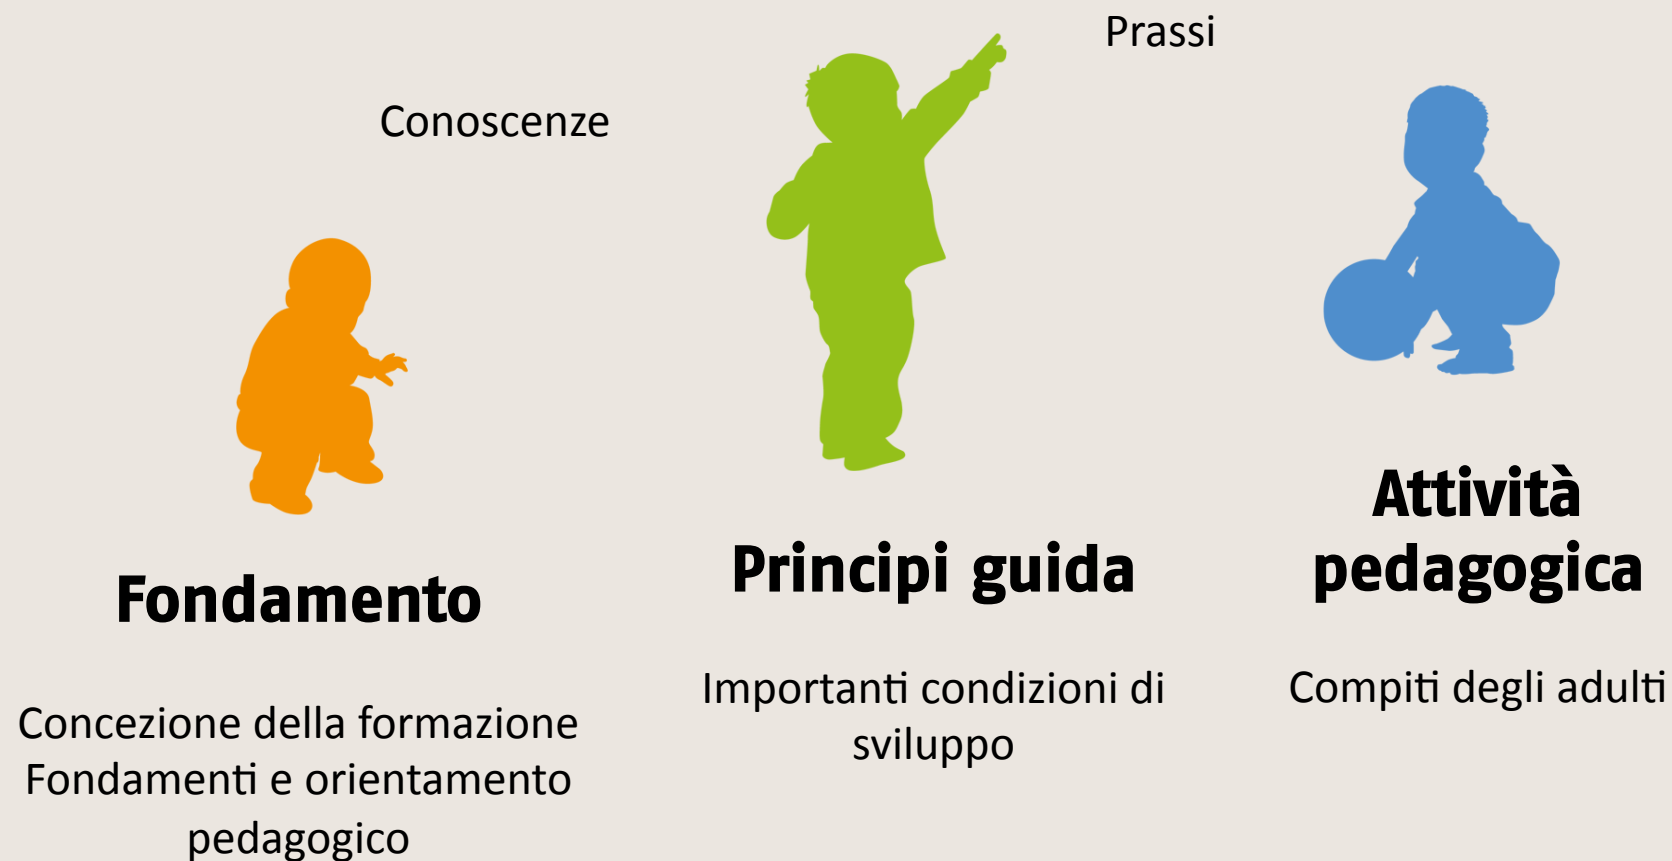 Prassi
Conoscenze
Fondamento
Concezione della formazione
Fondamenti e orientamento
pedagogico
Principi guida
Importanti condizioni di
sviluppo
Attività
pedagogica
Compiti degli adulti